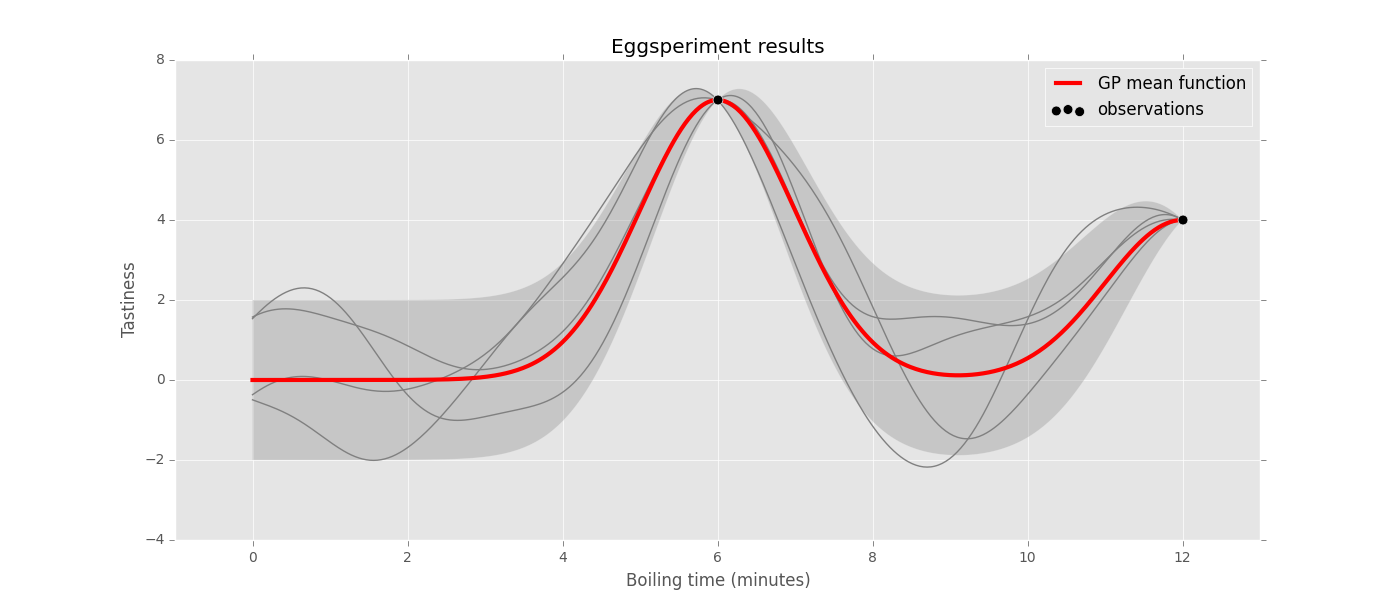 Eggsperiment results
GP mean function
observations
8
6
4
2
0
−2
−4
Tastiness
0 2 4 6 8 10 12
Boiling time (minutes)